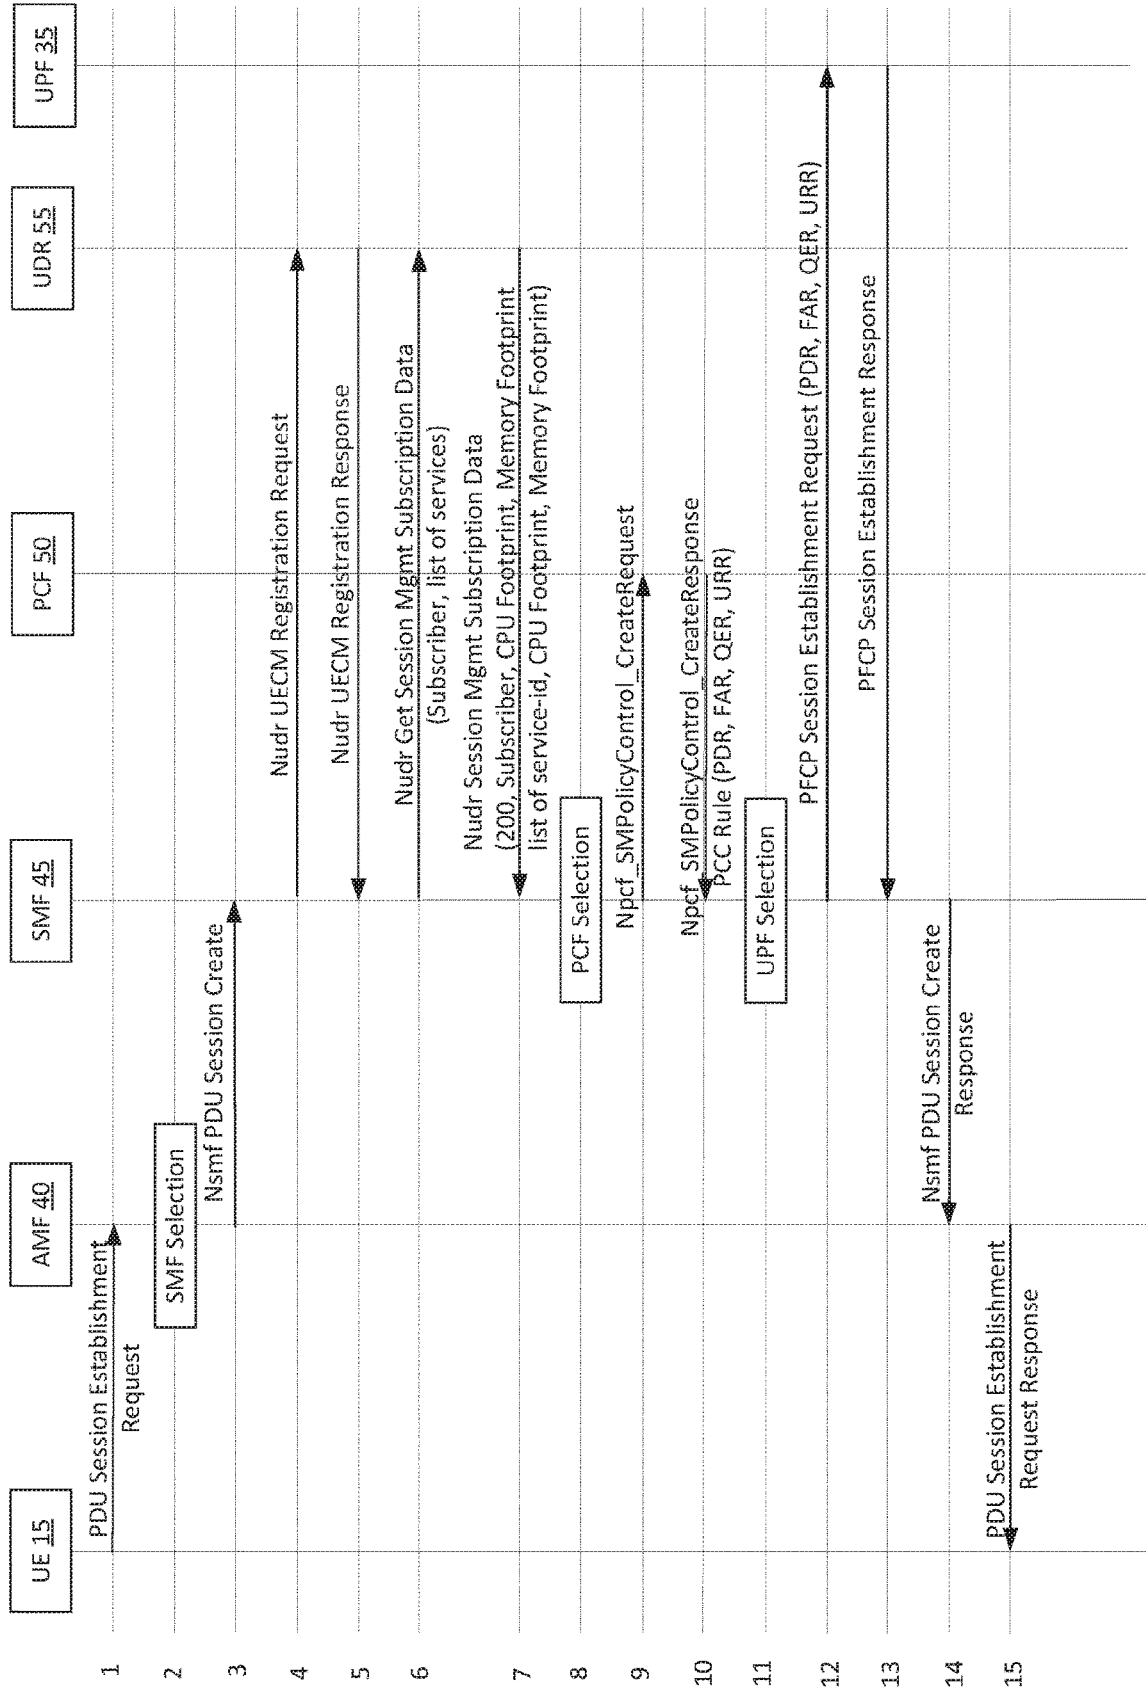 UE 15
AMF 40
SMF 45
PCF 50
UDR 55
UPF 35
1
PDU Session Establishment
Request
2
SMF Selection
3
Nsmf PDU Session Create
4
Nudr UECM Registration Request
5
Nudr UECM Registration Response
6
Nudr Get Session Mgmt Subscription Data
(Subscriber, list of services)
7
Nudr Session Mgmt Subscription Data
(200, Subscriber, CPU Footprint, Memory Footprint
list of service-id, CPU Footprint, Memory Footprint)
8
PCF Selection
9
Npcf_SMPolicyControl_CreateRequest
10
Npcf_SMPolicyControl_CreateResponse
PCC Rule (PDR, FAR, QER, URR)
11
UPF Selection
12
PFCP Session Establishment Request (PDR, FAR, QER, URR)
13
PFCP Session Establishment Response
14
Nsmf PDU Session Create
Response
15
PDU Session Establishment
Request Response